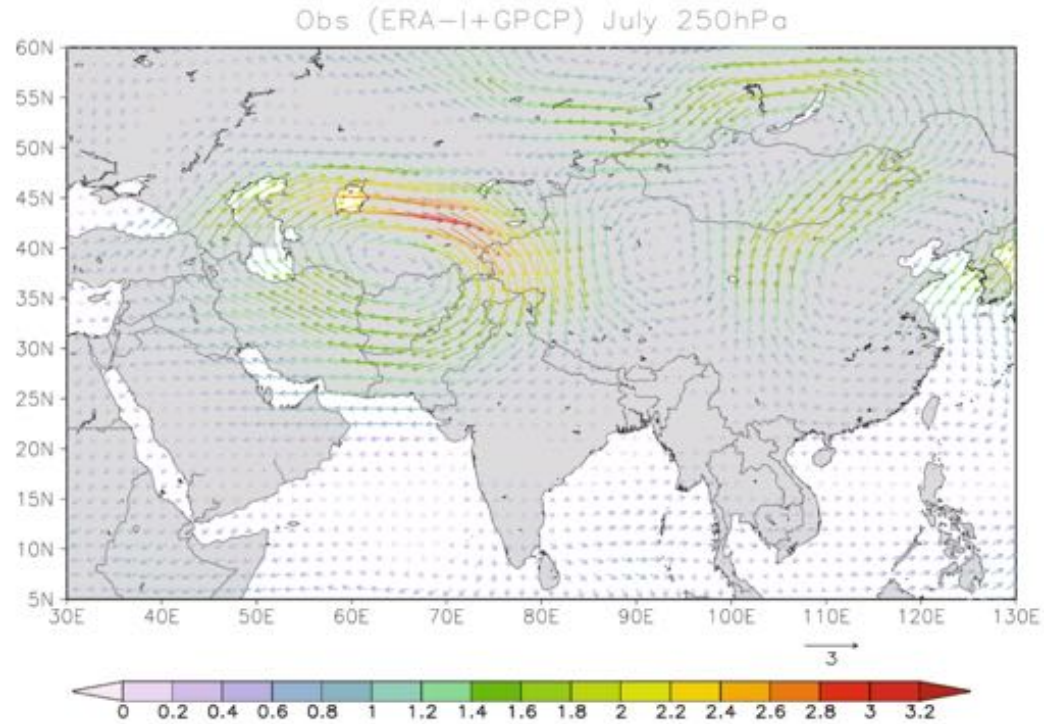 Obs (ERA-I+GPCP) July 250hPa
60N
55N
50N
45N
40N
35N
30N
25N
20N
15N
10N
5N
30E 40E 50E 60E 70E 80E 90E 100E 110E 120E 130E
3
0 0.2 0.4 0.6 0.8 1 1.2 1.4 1.6 1.8 2 2.2 2.4 2.6 2.8 3 3.2